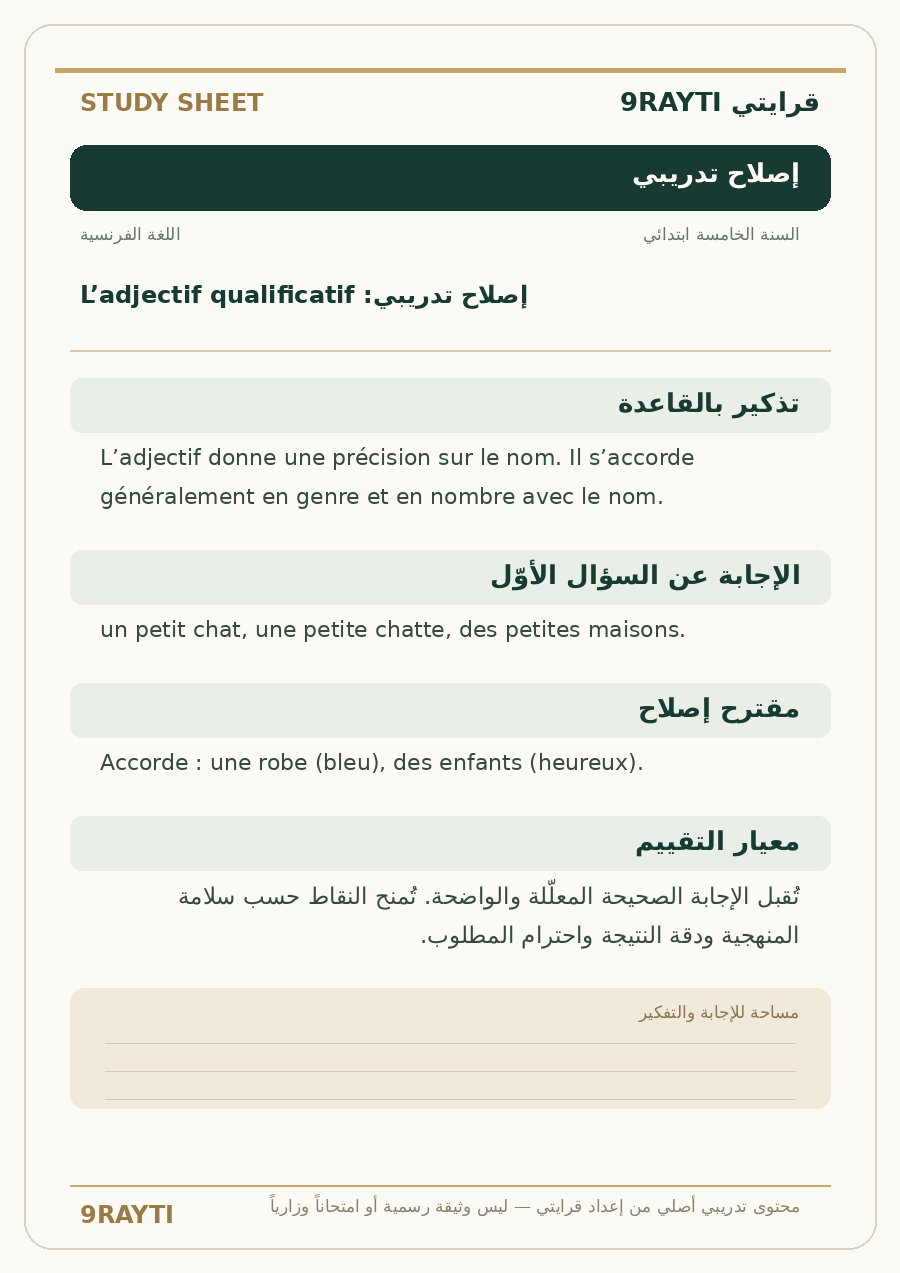 STUDY SHEET
قرايتي 9RAYTI
إصلاح تدريبي
السنة الخامسة ابتدائي
اللغة الفرنسية
إصلاح تدريبي: L’adjectif qualificatif
تذكير بالقاعدة
L’adjectif donne une précision sur le nom. Il s’accorde
généralement en genre et en nombre avec le nom.
الإجابة عن السؤال الأوّل
un petit chat, une petite chatte, des petites maisons.
مقترح إصلاح
Accorde : une robe (bleu), des enfants (heureux).
معيار التقييم
تُقبل الإجابة الصحيحة المعلّلة والواضحة. تُمنح النقاط حسب سلامة
المنهجية ودقة النتيجة واحترام المطلوب.
مساحة للإجابة والتفكير
محتوى تدريبي أصلي من إعداد قرايتي — ليس وثيقة رسمية أو امتحاناً وزارياً
9RAYTI